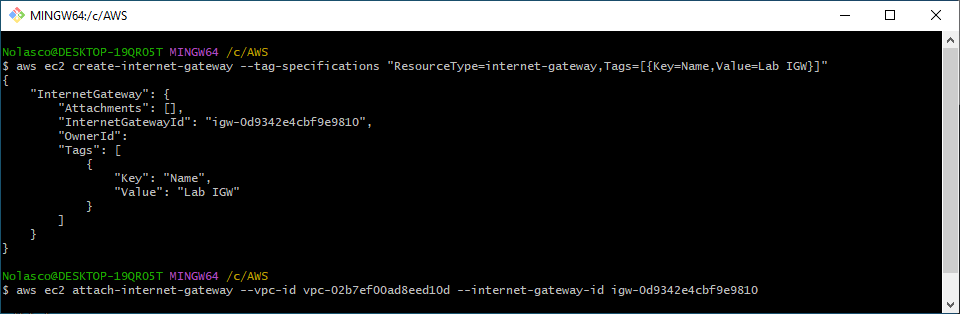 MINGW64:/c/AWS
Nolasco@DESKTOP-19QRO5T MINGW64 /c/AWS
$ aws ec2 create-internet-gateway --tag-specifications "ResourceType=internet-gateway,Tags=[{Key=Name,Value=Lab IGW}]"
{
    "InternetGateway": {
        "Attachments": [],
        "InternetGatewayId": "igw-0d9342e4cbf9e9810",
        "OwnerId":
        "Tags": [
            {
                "Key": "Name",
                "Value": "Lab IGW"
            }
        ]
    }
}
Nolasco@DESKTOP-19QRO5T MINGW64 /c/AWS
$ aws ec2 attach-internet-gateway --vpc-id vpc-02b7ef00ad8eed10d --internet-gateway-id igw-0d9342e4cbf9e9810